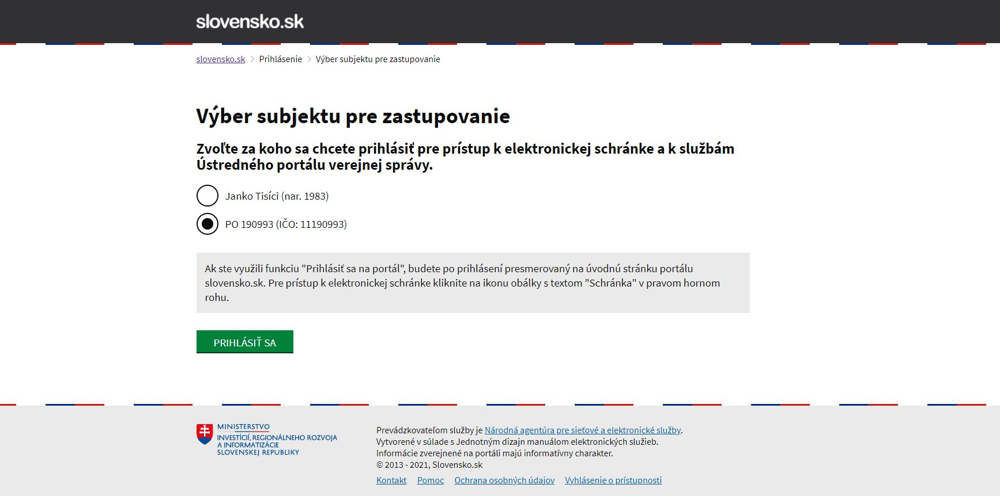 slovensko.sk
slovensko.sk > Prihlásenie > Výber subjektu pre zastupovanie
Výber subjektu pre zastupovanie
Zvoľte za koho sa chcete prihlásiť pre prístup k elektronickej schránke a k službám
Ústredného portálu verejnej správy.
Janko Tisíci (nar. 1983)
PO 190993 (IČO: 11190993)
Ak ste využili funkciu "Prihlásiť sa na portál", budete po prihlásení presmerovaný na úvodnú stránku portálu
slovensko.sk. Pre prístup k elektronickej schránke kliknite na ikonu obálky s textom "Schránka" v pravom hornom
rohu.
PRIHLÁSIŤ SA
MINISTERSTVO
INVESTÍCIÍ, REGIONÁLNEHO ROZVOJA
A INFORMATIZÁCIE
SLOVENSKEJ REPUBLIKY
Prevádzkovateľom služby je Národná agentúra pre sieťové a elektronické služby.
Vytvorené v súlade s Jednotným dizajn manuálom elektronických služieb.
Informácie zverejnené na portáli majú informatívny charakter.
© 2013 - 2021, Slovensko.sk
Kontakt Pomoc Ochrana osobných údajov Vyhlásenie o prístupnosti